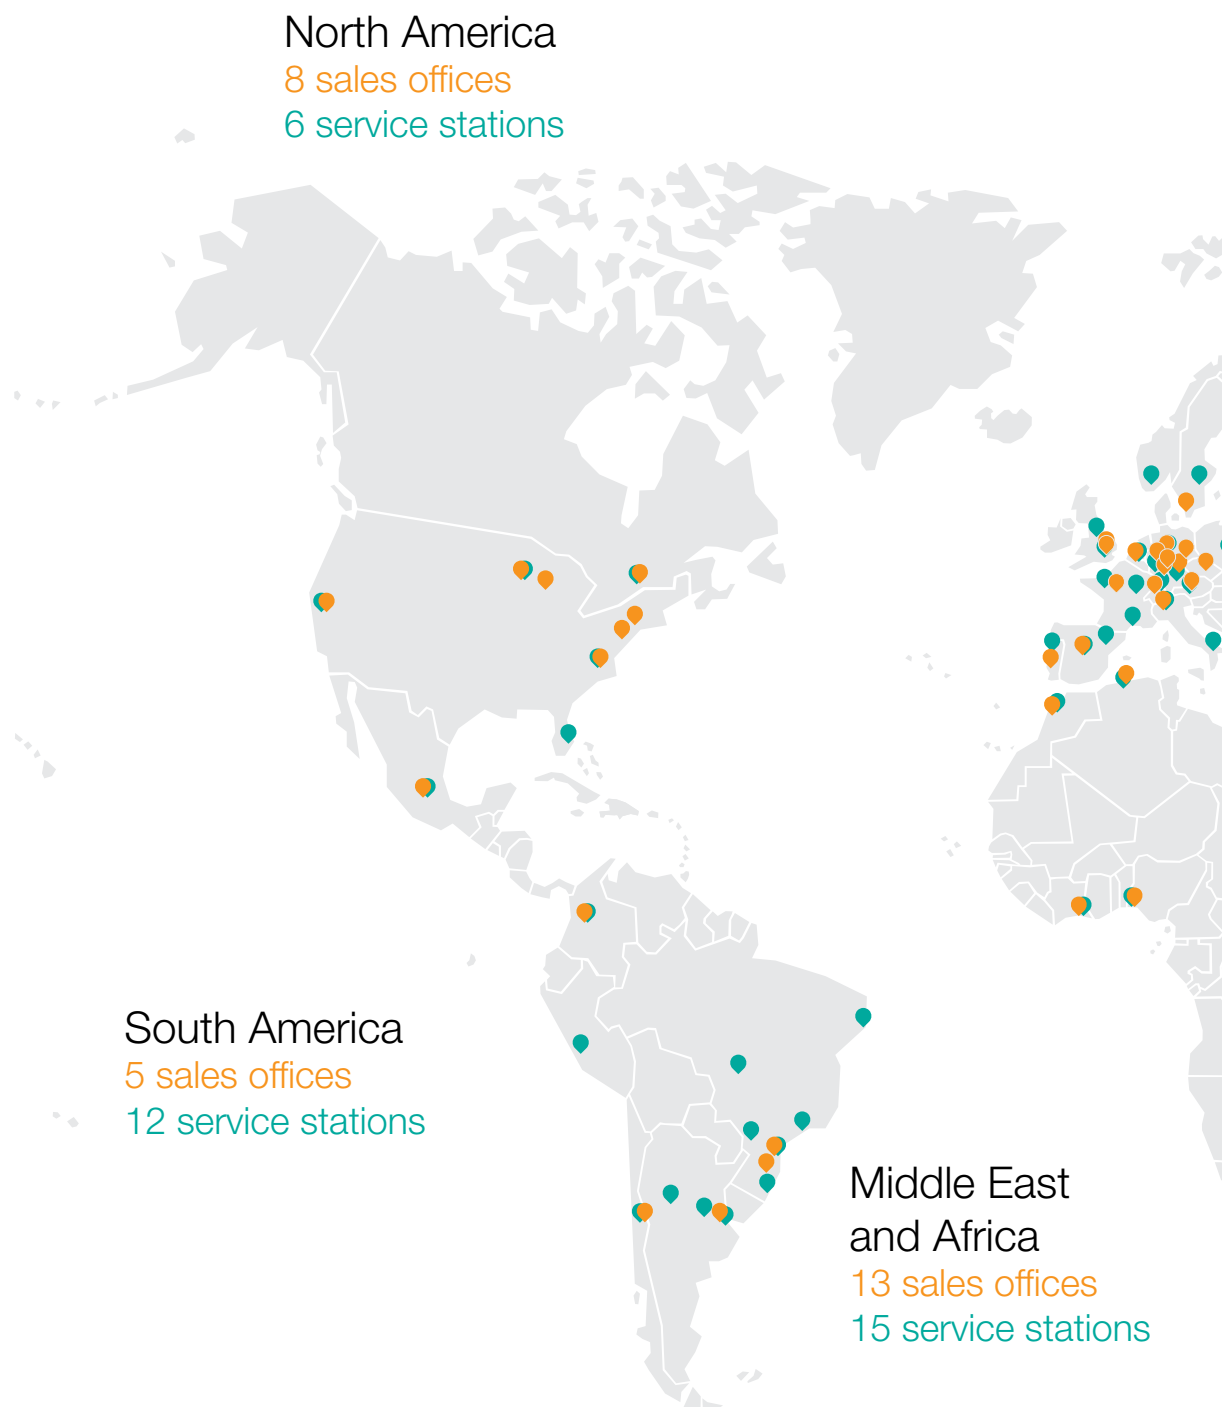 North America
8 sales offices
6 service stations
South America
5 sales offices
12 service stations
Middle East
and Africa
13 sales offices
15 service stations